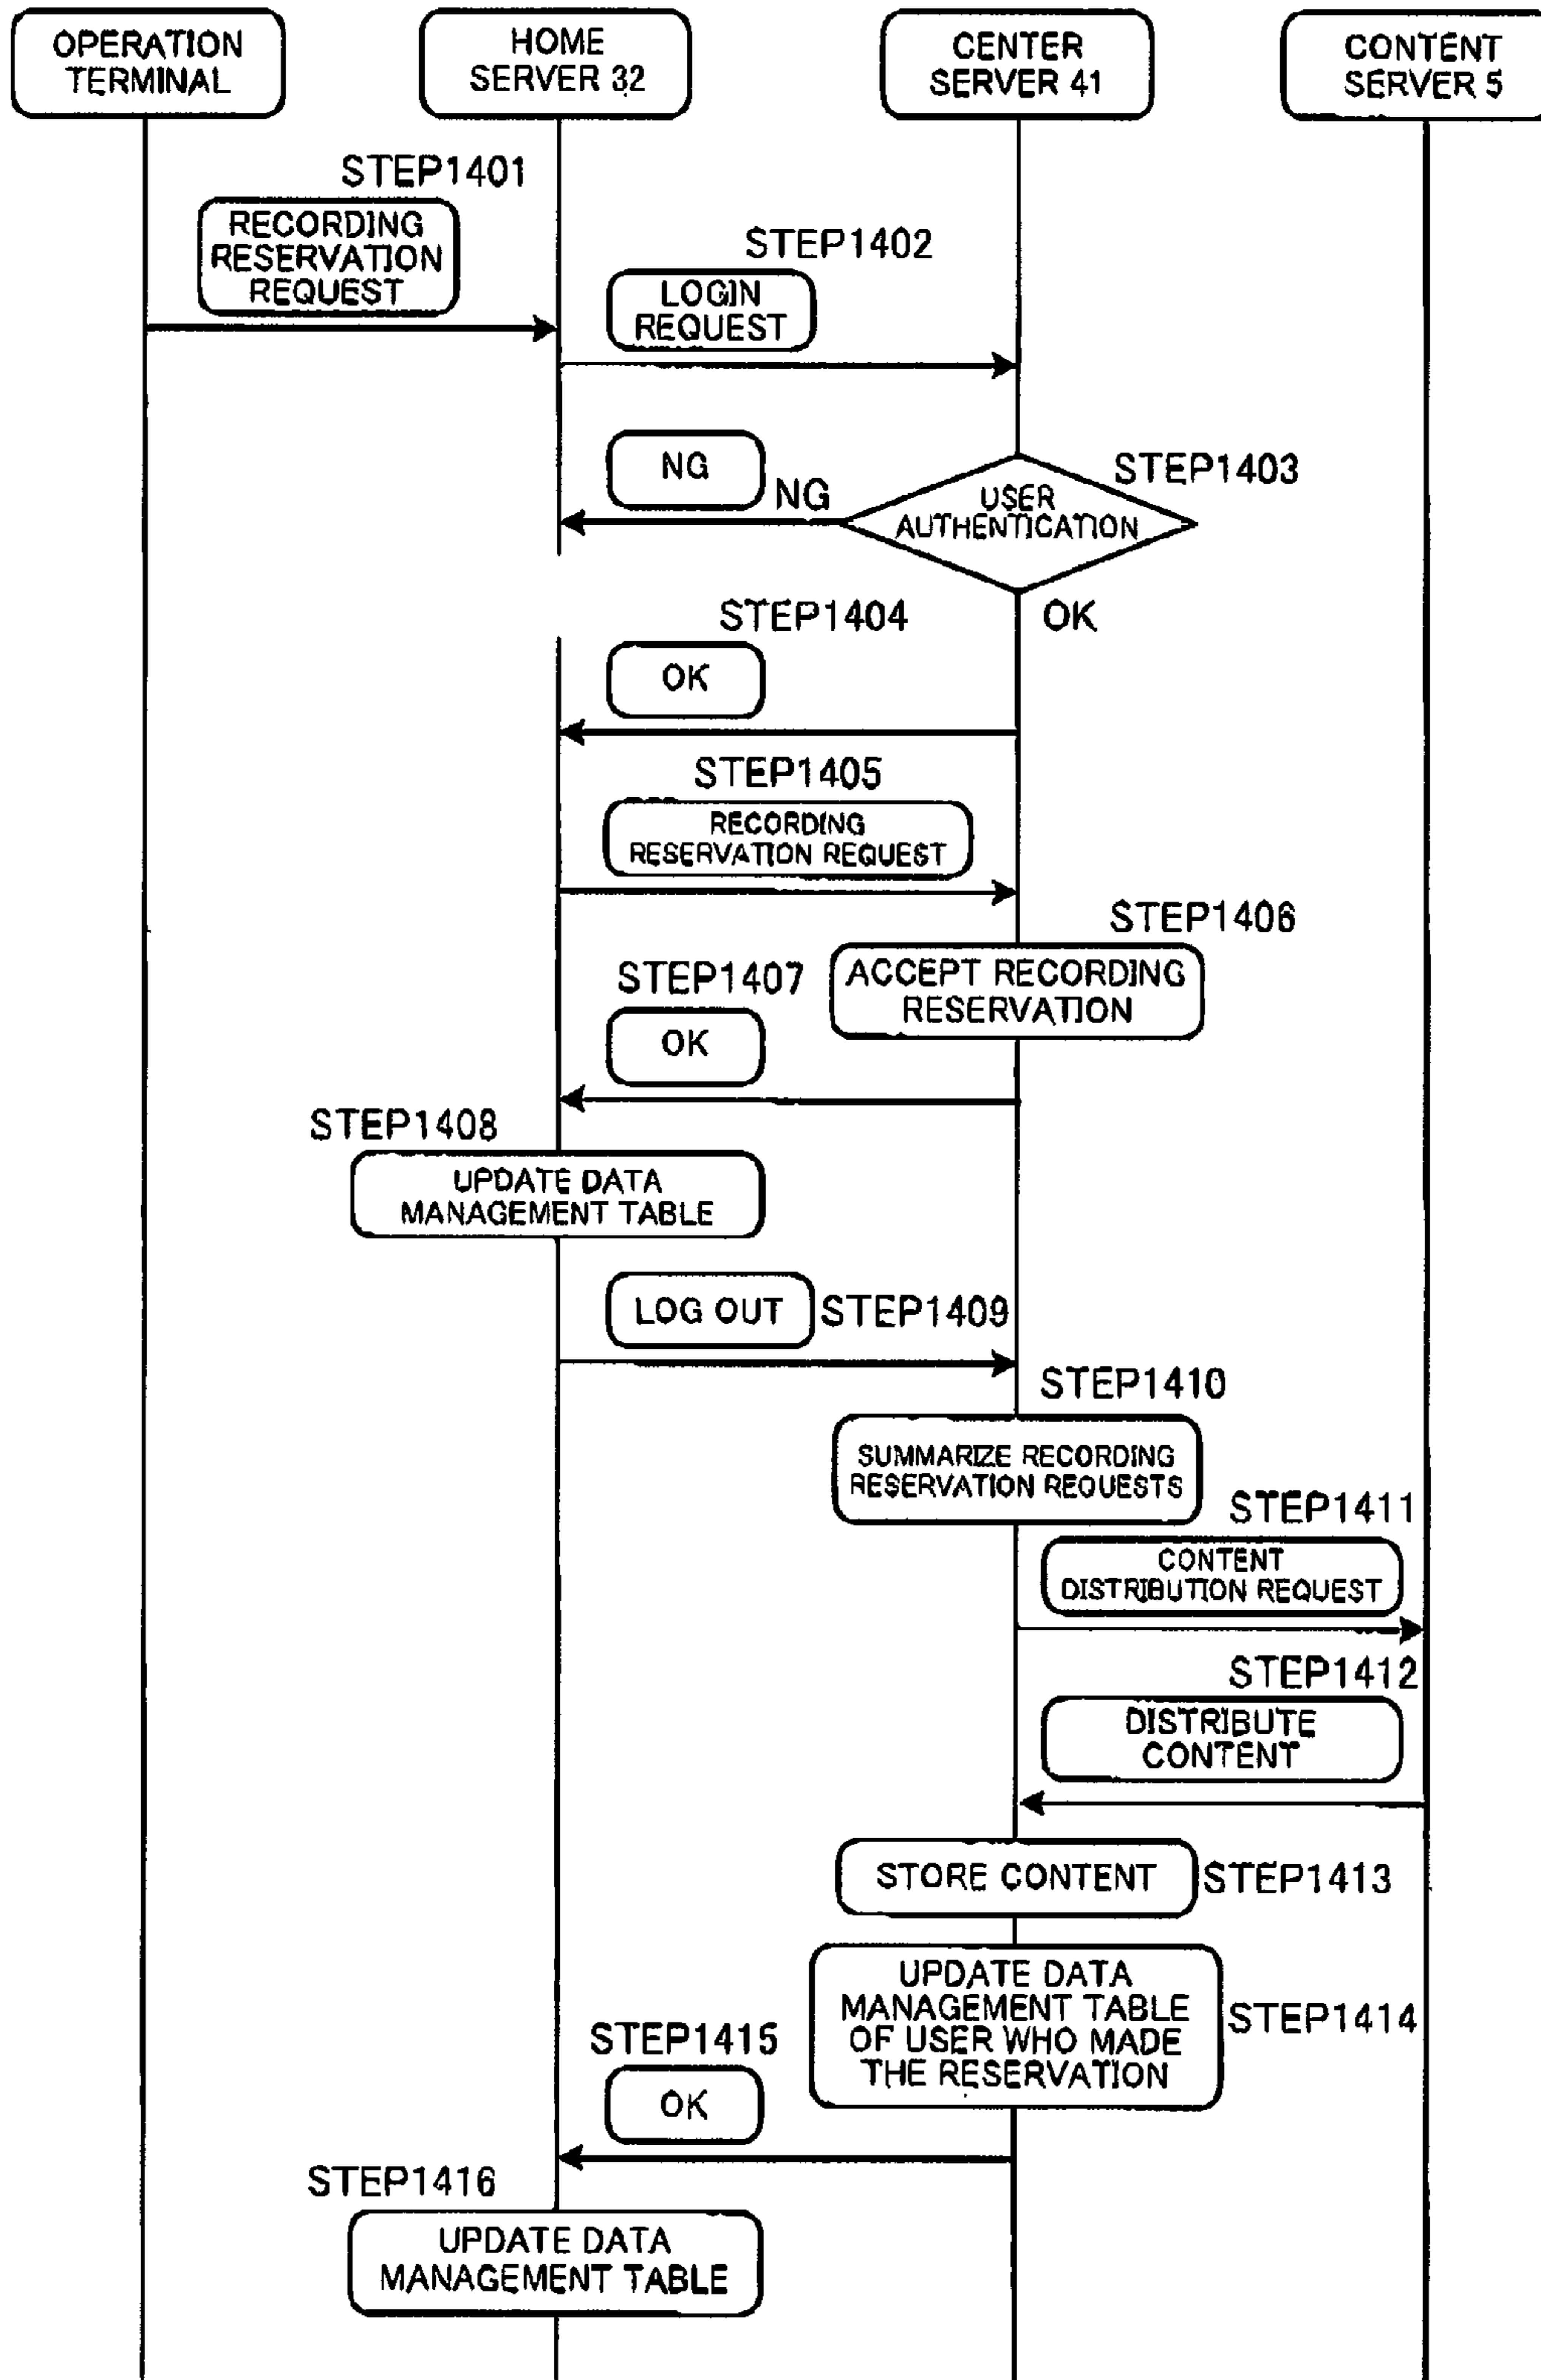 OPERATION
TERMINAL
HOME
SERVER 32
CENTER
SERVER 41
CONTENT
SERVER 5
STEP1401
RECORDING
RESERVATION
REQUEST
STEP1402
LOGIN
REQUEST
NG
NG
STEP1403
USER
AUTHENTICATION
STEP1404
OK
OK
STEP1405
RECORDING
RESERVATION REQUEST
STEP1406
ACCEPT RECORDING
RESERVATION
STEP1407
OK
STEP1408
UPDATE DATA
MANAGEMENT TABLE
LOG OUT
STEP1409
STEP1410
SUMMARIZE RECORDING
RESERVATION REQUESTS
STEP1411
CONTENT
DISTRIBUTION REQUEST
STEP1412
DISTRIBUTE
CONTENT
STORE CONTENT
STEP1413
UPDATE DATA
MANAGEMENT TABLE
OF USER WHO MADE
THE RESERVATION
STEP1414
STEP1415
OK
STEP1416
UPDATE DATA
MANAGEMENT TABLE